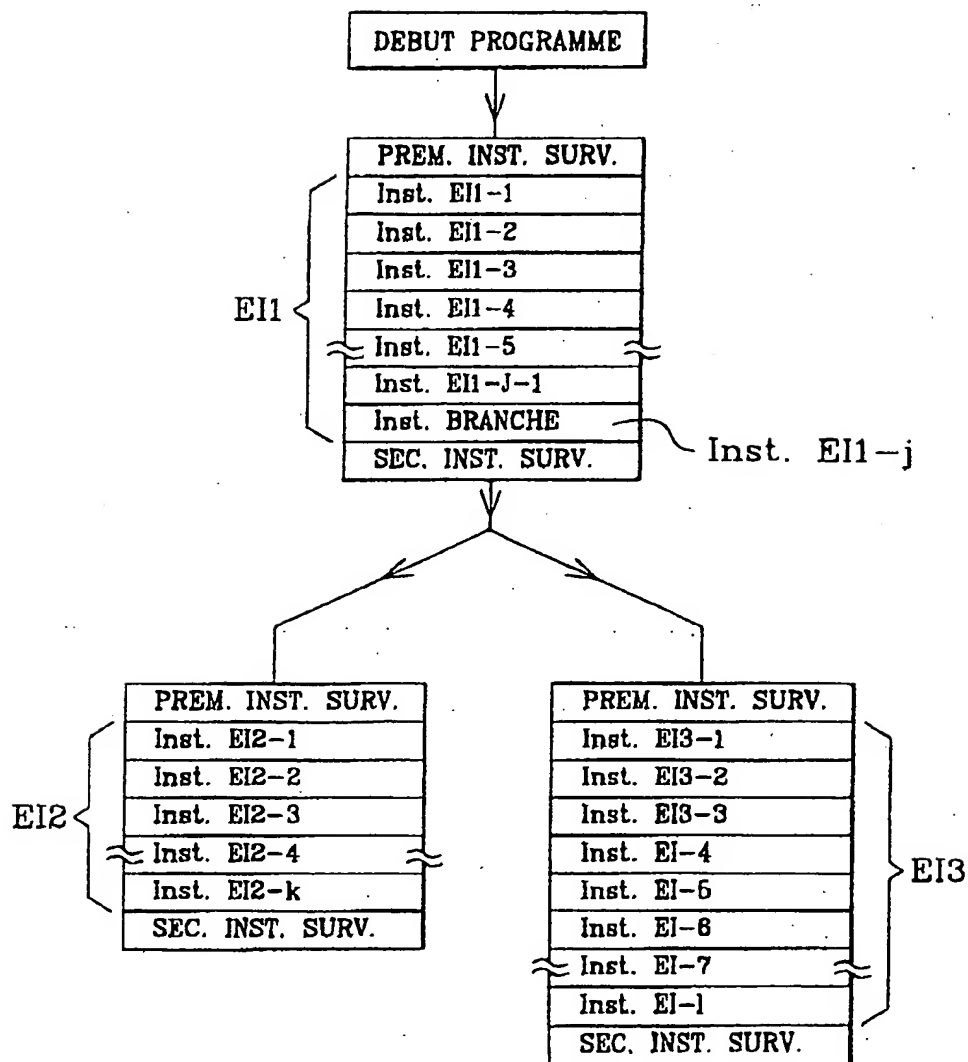 DEBUT PROGRAMME
PREM. INST. SURV.
Inst. EI1-1
Inst. EI1-2
Inst. EI1-3
EI1
Inst. EI1-4
Inst. EI1-5
Inst. EI1-J-1
Inst. BRANCHE
Inst. EI1-j
SEC. INST. SURV.
PREM. INST. SURV.
Inst. EI2-1
Inst. EI2-2
EI2
Inst. EI2-3
Inst. EI2-4
Inst. EI2-k
SEC. INST. SURV.
PREM. INST. SURV.
Inst. EI3-1
Inst. EI3-2
Inst. EI3-3
Inst. EI-4
EI3
Inst. EI-5
Inst. EI-6
Inst. EI-7
Inst. EI-l
SEC. INST. SURV.